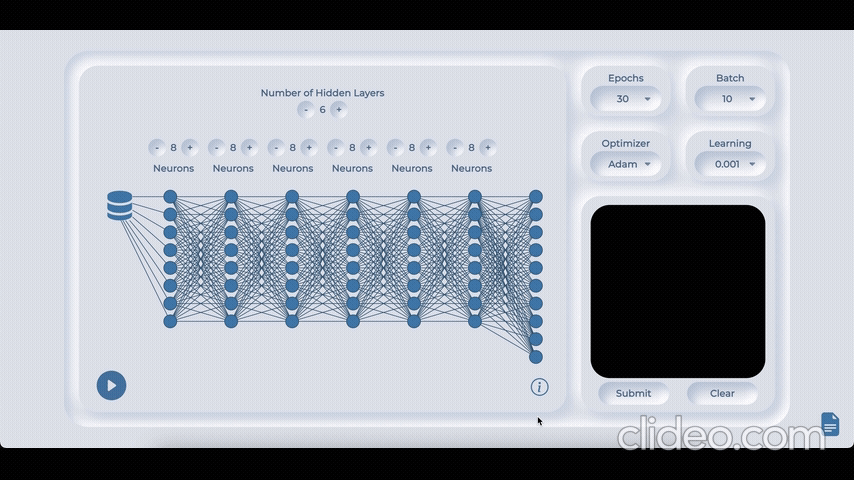 Number of Hidden Layers
- 6 +
- 8 + - 8 + - 8 + - 8 + - 8 + - 8 +
Neurons Neurons Neurons Neurons Neurons Neurons
i
Epochs Batch
30 10
Optimizer Learning
Adam 0.001
Submit Clear
clideo.com